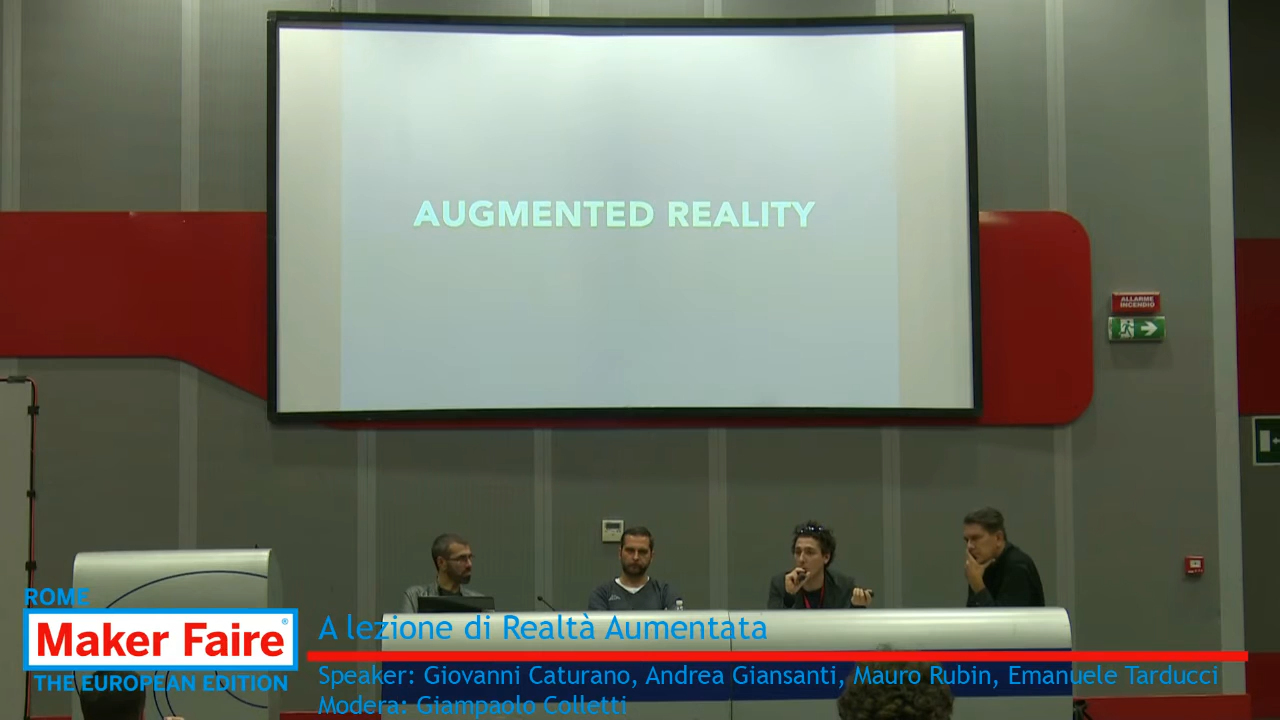 AUGMENTED REALITY
ALLARME
INCENDIO
ROME
Maker Faire®
THE EUROPEAN EDITION
A lezione di Realtà Aumentata
Speaker: Giovanni Caturano, Andrea Giansanti, Mauro Rubin, Emanuele Tarducci
Modera: Giampaolo Colletti